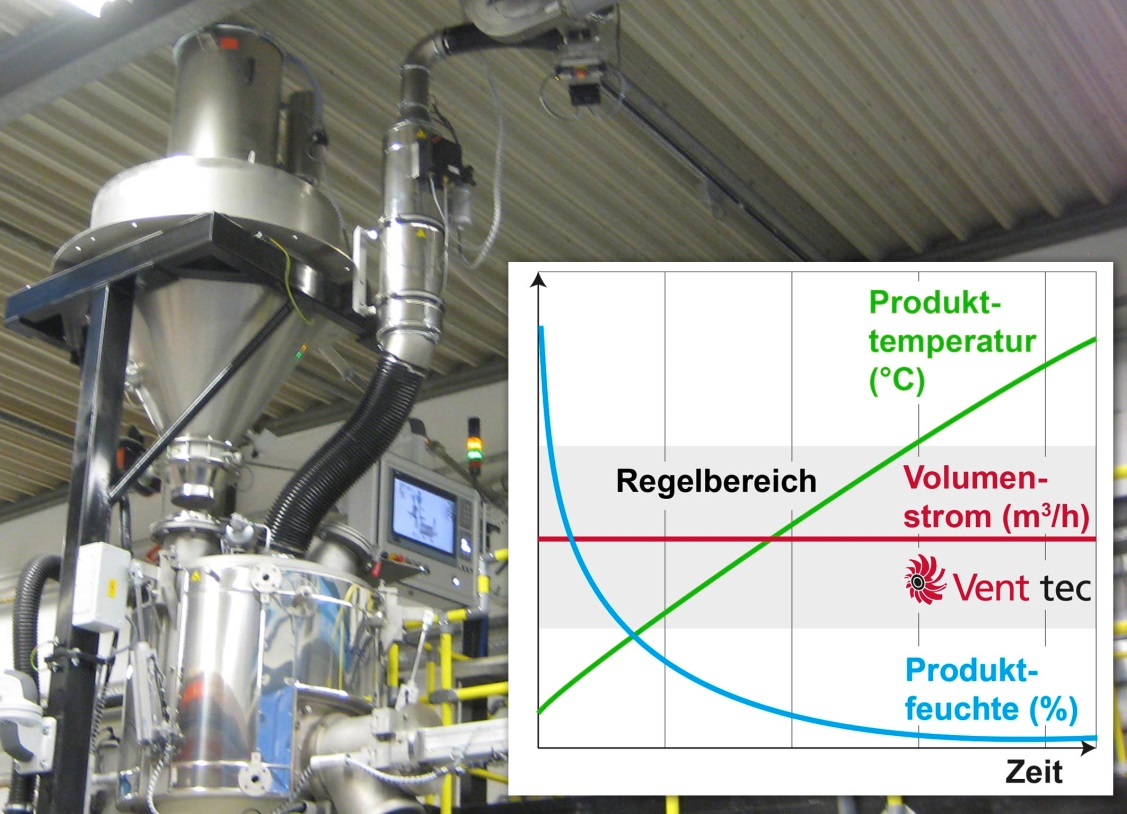 Produkt-
temperatur
(°C)
Regelbereich
Volumen-
strom (m³/h)
Vent tec
Produkt-
feuchte (%)
Zeit